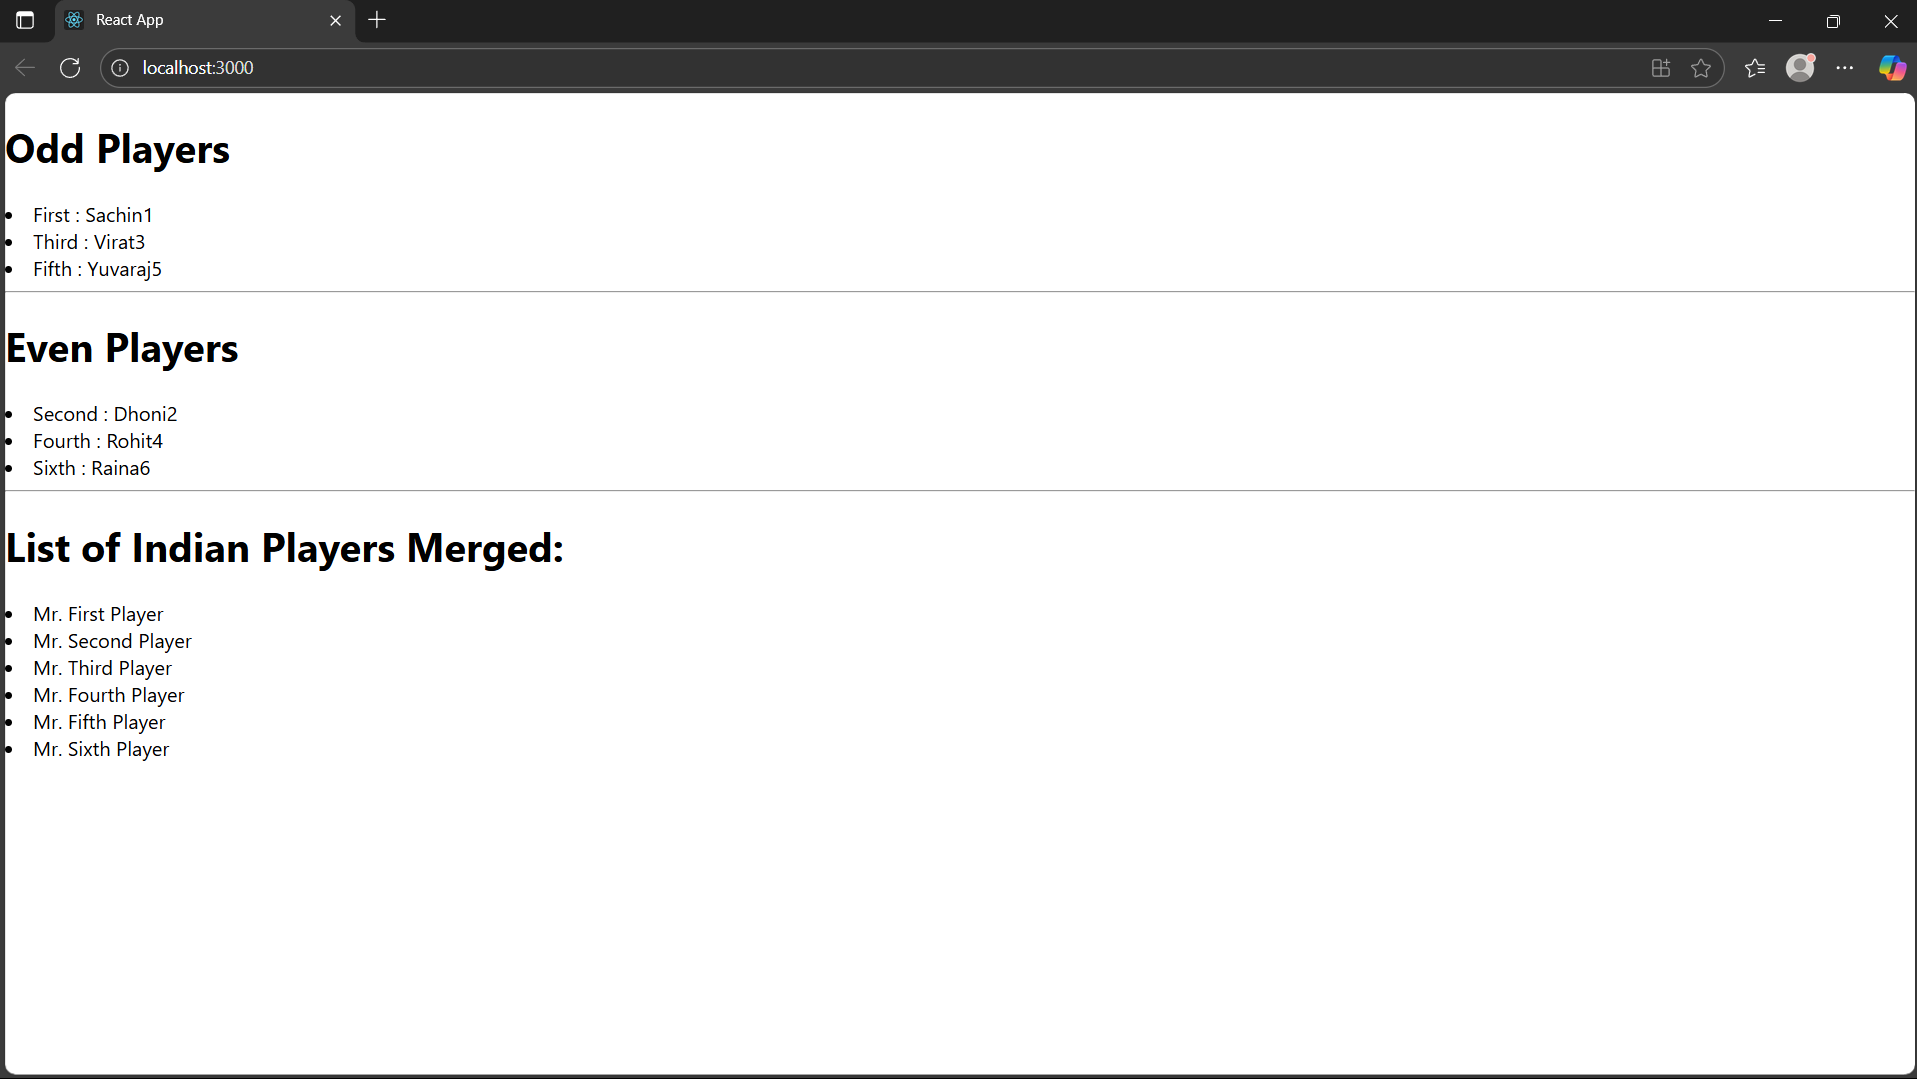 React App
localhost:3000
Odd Players
First : Sachin1
Third : Virat3
Fifth : Yuvaraj5
Even Players
Second : Dhoni2
Fourth : Rohit4
Sixth : Raina6
List of Indian Players Merged:
Mr. First Player
Mr. Second Player
Mr. Third Player
Mr. Fourth Player
Mr. Fifth Player
Mr. Sixth Player